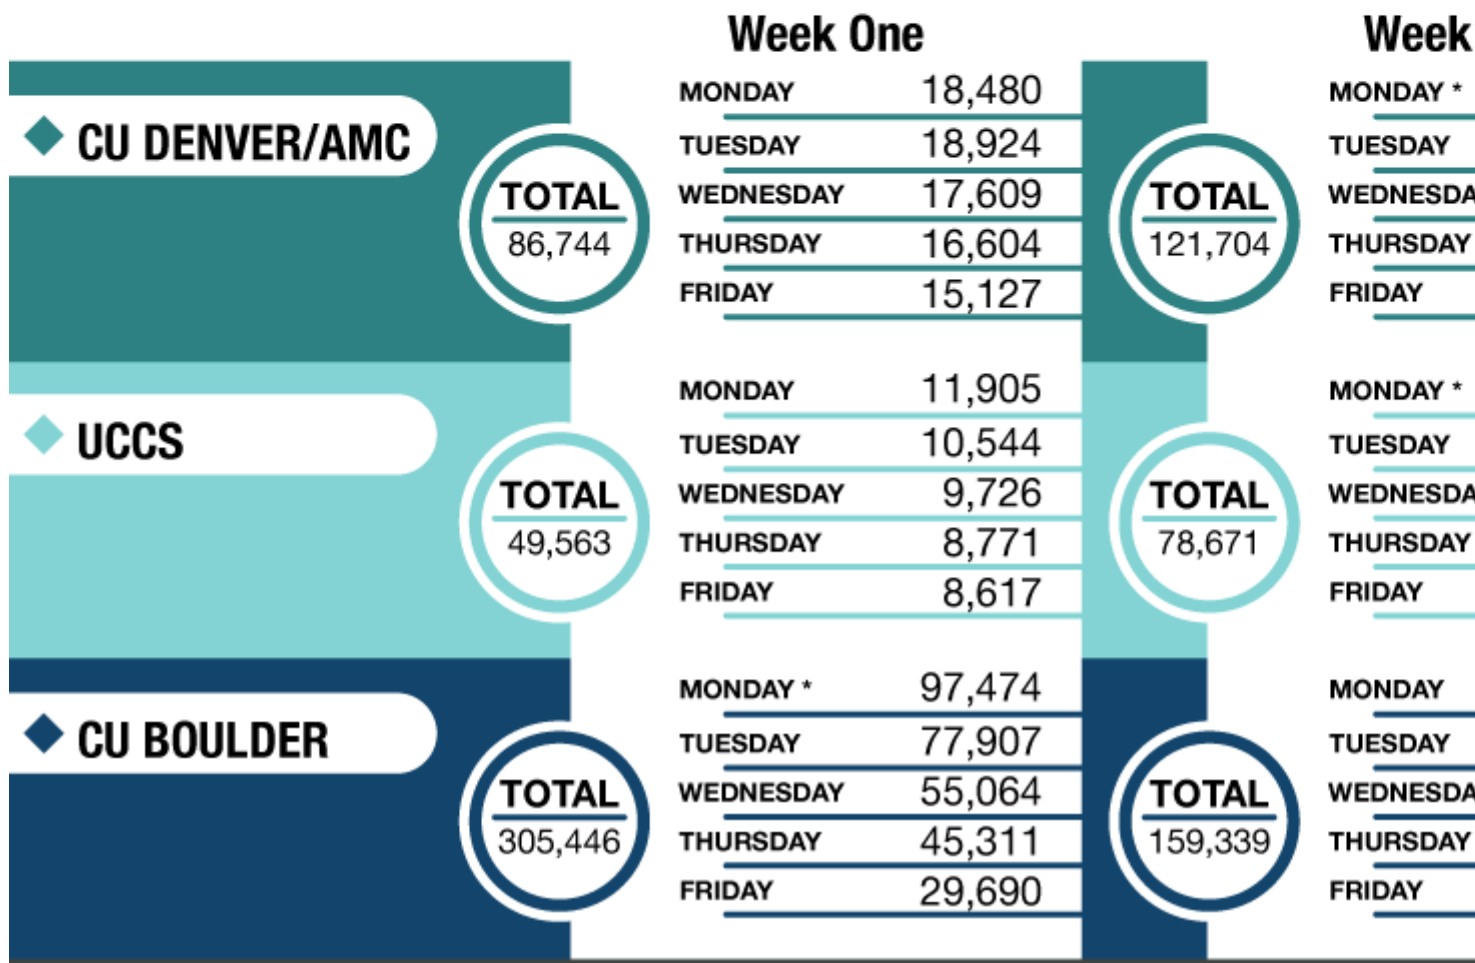 Week One
Week
CU DENVER/AMC
TOTAL
86,744
MONDAY 18,480
TUESDAY 18,924
WEDNESDAY 17,609
THURSDAY 16,604
FRIDAY 15,127
TOTAL
121,704
MONDAY *
TUESDAY
WEDNESDA
THURSDAY
FRIDAY
UCCS
TOTAL
49,563
MONDAY 11,905
TUESDAY 10,544
WEDNESDAY 9,726
THURSDAY 8,771
FRIDAY 8,617
TOTAL
78,671
MONDAY *
TUESDAY
WEDNESDA
THURSDAY
FRIDAY
CU BOULDER
TOTAL
305,446
MONDAY * 97,474
TUESDAY 77,907
WEDNESDAY 55,064
THURSDAY 45,311
FRIDAY 29,690
TOTAL
159,339
MONDAY
TUESDAY
WEDNESDA
THURSDAY
FRIDAY